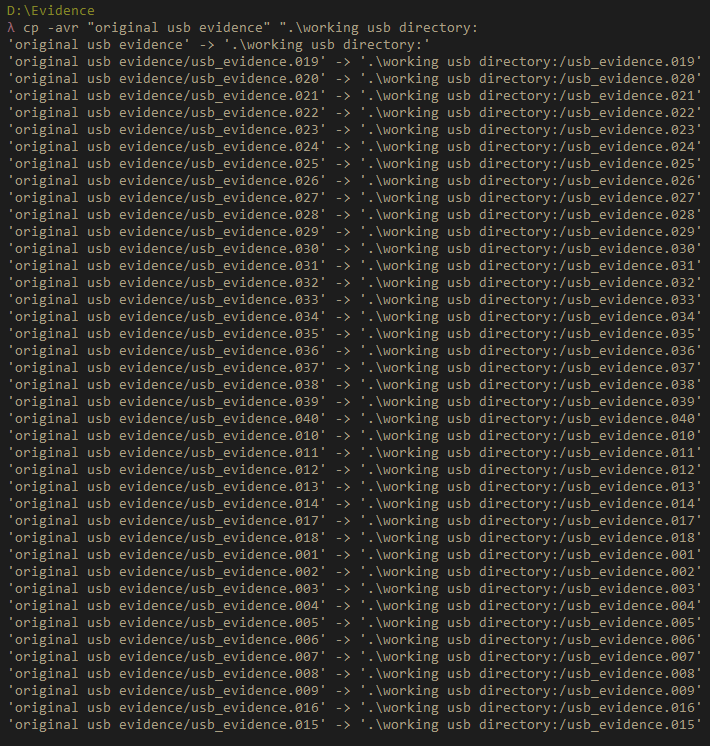 D:\Evidence
λ cp -avr "original usb evidence" ".\working usb directory:
'original usb evidence' -> '.\working usb directory:'
'original usb evidence/usb_evidence.019' -> '.\working usb directory:/usb_evidence.019'
'original usb evidence/usb_evidence.020' -> '.\working usb directory:/usb_evidence.020'
'original usb evidence/usb_evidence.021' -> '.\working usb directory:/usb_evidence.021'
'original usb evidence/usb_evidence.022' -> '.\working usb directory:/usb_evidence.022'
'original usb evidence/usb_evidence.023' -> '.\working usb directory:/usb_evidence.023'
'original usb evidence/usb_evidence.024' -> '.\working usb directory:/usb_evidence.024'
'original usb evidence/usb_evidence.025' -> '.\working usb directory:/usb_evidence.025'
'original usb evidence/usb_evidence.026' -> '.\working usb directory:/usb_evidence.026'
'original usb evidence/usb_evidence.027' -> '.\working usb directory:/usb_evidence.027'
'original usb evidence/usb_evidence.028' -> '.\working usb directory:/usb_evidence.028'
'original usb evidence/usb_evidence.029' -> '.\working usb directory:/usb_evidence.029'
'original usb evidence/usb_evidence.030' -> '.\working usb directory:/usb_evidence.030'
'original usb evidence/usb_evidence.031' -> '.\working usb directory:/usb_evidence.031'
'original usb evidence/usb_evidence.032' -> '.\working usb directory:/usb_evidence.032'
'original usb evidence/usb_evidence.033' -> '.\working usb directory:/usb_evidence.033'
'original usb evidence/usb_evidence.034' -> '.\working usb directory:/usb_evidence.034'
'original usb evidence/usb_evidence.035' -> '.\working usb directory:/usb_evidence.035'
'original usb evidence/usb_evidence.036' -> '.\working usb directory:/usb_evidence.036'
'original usb evidence/usb_evidence.037' -> '.\working usb directory:/usb_evidence.037'
'original usb evidence/usb_evidence.038' -> '.\working usb directory:/usb_evidence.038'
'original usb evidence/usb_evidence.039' -> '.\working usb directory:/usb_evidence.039'
'original usb evidence/usb_evidence.040' -> '.\working usb directory:/usb_evidence.040'
'original usb evidence/usb_evidence.010' -> '.\working usb directory:/usb_evidence.010'
'original usb evidence/usb_evidence.011' -> '.\working usb directory:/usb_evidence.011'
'original usb evidence/usb_evidence.012' -> '.\working usb directory:/usb_evidence.012'
'original usb evidence/usb_evidence.013' -> '.\working usb directory:/usb_evidence.013'
'original usb evidence/usb_evidence.014' -> '.\working usb directory:/usb_evidence.014'
'original usb evidence/usb_evidence.017' -> '.\working usb directory:/usb_evidence.017'
'original usb evidence/usb_evidence.018' -> '.\working usb directory:/usb_evidence.018'
'original usb evidence/usb_evidence.001' -> '.\working usb directory:/usb_evidence.001'
'original usb evidence/usb_evidence.002' -> '.\working usb directory:/usb_evidence.002'
'original usb evidence/usb_evidence.003' -> '.\working usb directory:/usb_evidence.003'
'original usb evidence/usb_evidence.004' -> '.\working usb directory:/usb_evidence.004'
'original usb evidence/usb_evidence.005' -> '.\working usb directory:/usb_evidence.005'
'original usb evidence/usb_evidence.006' -> '.\working usb directory:/usb_evidence.006'
'original usb evidence/usb_evidence.007' -> '.\working usb directory:/usb_evidence.007'
'original usb evidence/usb_evidence.008' -> '.\working usb directory:/usb_evidence.008'
'original usb evidence/usb_evidence.009' -> '.\working usb directory:/usb_evidence.009'
'original usb evidence/usb_evidence.016' -> '.\working usb directory:/usb_evidence.016'
'original usb evidence/usb_evidence.015' -> '.\working usb directory:/usb_evidence.015'